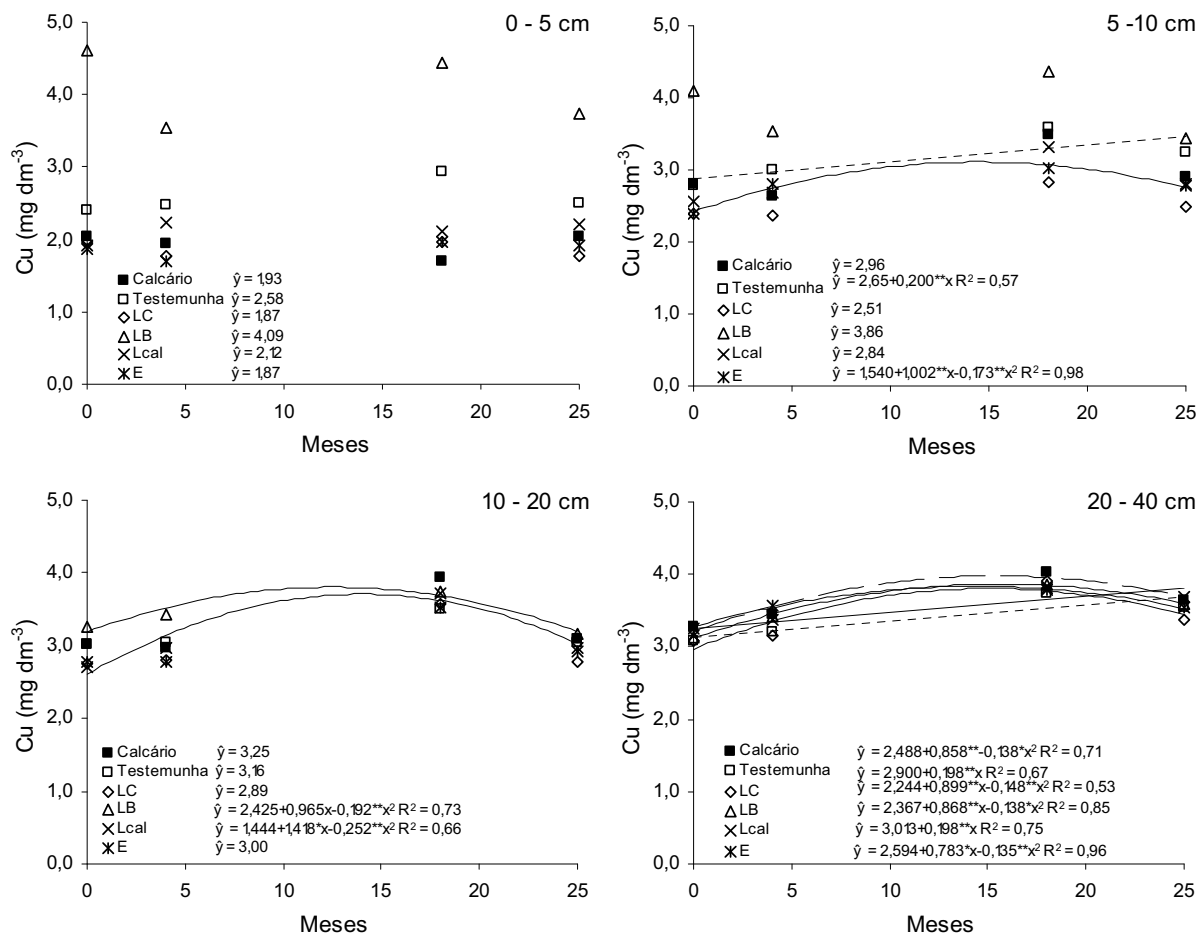 0 - 5 cm
Cu (mg dm⁻³)
5,0
4,0
3,0
2,0
1,0
0,0
Calcário ŷ = 1,93
Testemunha ŷ = 2,58
LC ŷ = 1,87
LB ŷ = 4,09
Lcal ŷ = 2,12
E ŷ = 1,87
0 5 10 15 20 25
Meses
5 -10 cm
Cu (mg dm⁻³)
5,0
4,0
3,0
2,0
1,0
0,0
Calcário ŷ = 2,96
Testemunha ŷ = 2,65+0,200**x R² = 0,57
LC ŷ = 2,51
LB ŷ = 3,86
Lcal ŷ = 2,84
E ŷ = 1,540+1,002**x-0,173**x² R² = 0,98
0 5 10 15 20 25
Meses
10 - 20 cm
Cu (mg dm⁻³)
5,0
4,0
3,0
2,0
1,0
0,0
Calcário ŷ = 3,25
Testemunha ŷ = 3,16
LC ŷ = 2,89
LB ŷ = 2,425+0,965x-0,192**x² R² = 0,73
Lcal ŷ = 1,444+1,418*x-0,252**x² R² = 0,66
E ŷ = 3,00
0 5 10 15 20 25
Meses
20 - 40 cm
Cu (mg dm⁻³)
5,0
4,0
3,0
2,0
1,0
0,0
Calcário ŷ = 2,488+0,858**-0,138*x² R² = 0,71
Testemunha ŷ = 2,900+0,198**x R² = 0,67
LC ŷ = 2,244+0,899**x-0,148**x² R² = 0,53
LB ŷ = 2,367+0,868**x-0,138*x² R² = 0,85
Lcal ŷ = 3,013+0,198**x R² = 0,75
E ŷ = 2,594+0,783*x-0,135**x² R² = 0,96
0 5 10 15 20 25
Meses